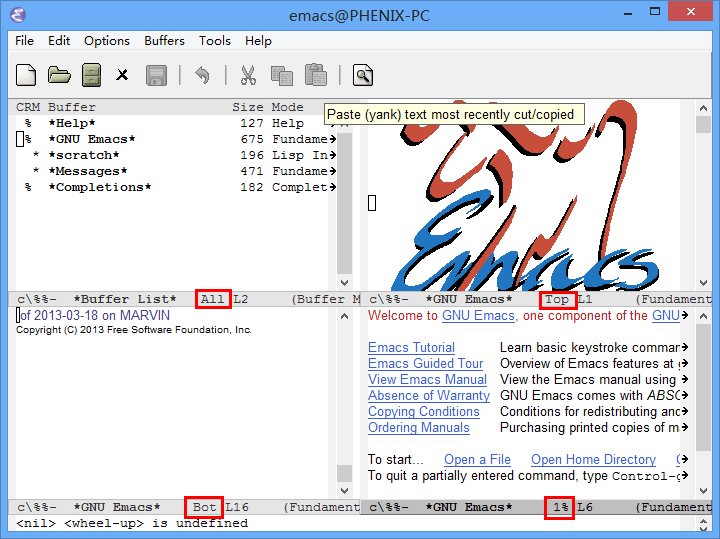 emacs@PHENIX-PC
File Edit Options Buffers Tools Help
Paste (yank) text most recently cut/copied
CRM Buffer Size Mode
% *Help* 127 Help
% *GNU Emacs* 675 Fundame
* *scratch* 196 Lisp In
* *Messages* 471 Fundame
% *Completions* 182 Complet
c\%%- *Buffer List* All L2 (Buffer M
Emacs
c\%%- *GNU Emacs* Top L1 (Fundament
of 2013-03-18 on MARVIN
Copyright (C) 2013 Free Software Foundation, Inc.
c\%%- *GNU Emacs* Bot L16 (Fundament
Welcome to GNU Emacs, one component of the GNU
Emacs Tutorial Learn basic keystroke comman
Emacs Guided Tour Overview of Emacs features at g
View Emacs Manual View the Emacs manual using
Absence of Warranty GNU Emacs comes with ABSO
Copying Conditions Conditions for redistributing and
Ordering Manuals Purchasing printed copies of m
To start... Open a File Open Home Directory C
To quit a partially entered command, type Control-g
c\%%- *GNU Emacs* 1% L6 (Fundament
<nil> <wheel-up> is undefined